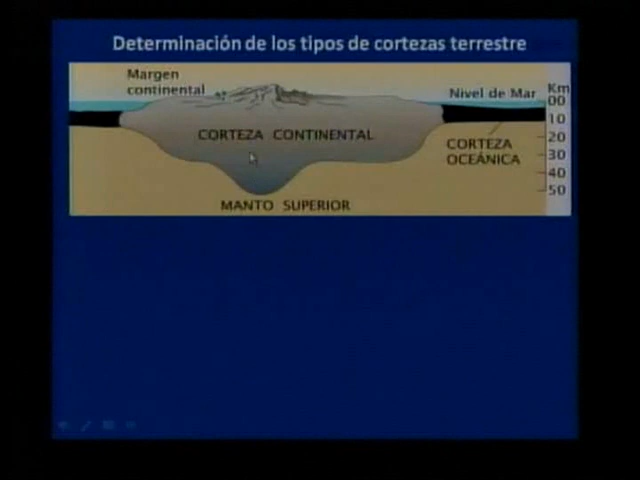 Determinación de los tipos de cortezas terrestre
Margen
continental
Nivel de Mar
Km
00
10
20
30
40
50
CORTEZA CONTINENTAL
CORTEZA
OCEÁNICA
MANTO SUPERIOR